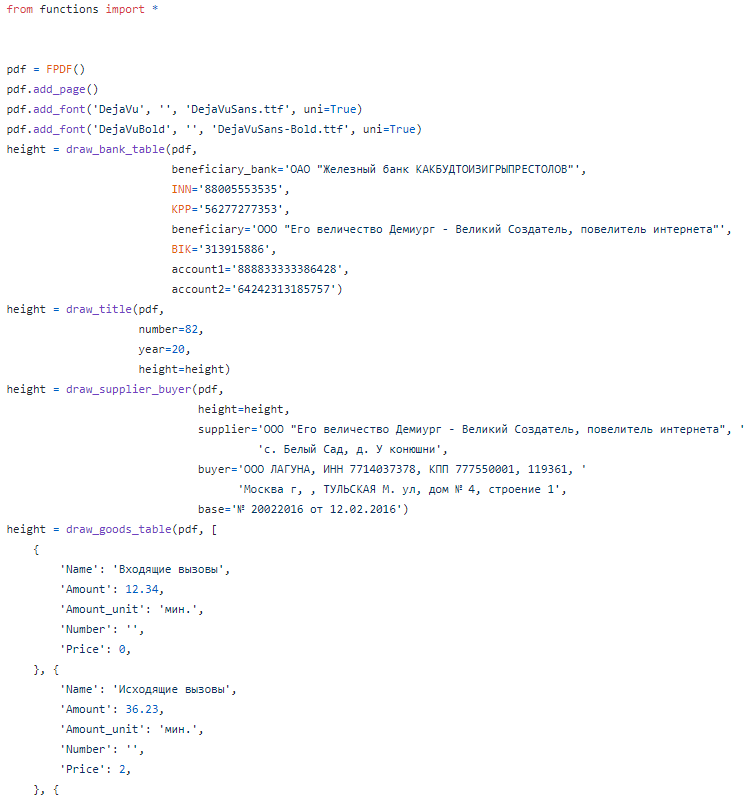 from functions import *
pdf = FPDF()
pdf.add_page()
pdf.add_font('DejaVu', '', 'DejaVuSans.ttf', uni=True)
pdf.add_font('DejaVuBold', '', 'DejaVuSans-Bold.ttf', uni=True)
height = draw_bank_table(pdf,
beneficiary_bank='ОАО "Железный банк КАКБУДТОИЗИГРЫПРЕСТОЛОВ"',
INN='88005553535',
KPP='56277277353',
beneficiary='ООО "Его величество Демиург - Великий Создатель, повелитель интернета"',
BIK='313915886',
account1='888833333386428',
account2='64242313185757')
height = draw_title(pdf,
number=82,
year=20,
height=height)
height = draw_supplier_buyer(pdf,
height=height,
supplier='ООО "Его величество Демиург - Великий Создатель, повелитель интернета", '
'с. Белый Сад, д. У конюшни',
buyer='ООО ЛАГУНА, ИНН 7714037378, КПП 777550001, 119361, '
'Москва г, , ТУЛЬСКАЯ М. ул, дом № 4, строение 1',
base='№ 20022016 от 12.02.2016')
height = draw_goods_table(pdf, [
{
'Name': 'Входящие вызовы',
'Amount': 12.34,
'Amount_unit': 'мин.',
'Number': '',
'Price': 0,
}, {
'Name': 'Исходящие вызовы',
'Amount': 36.23,
'Amount_unit': 'мин.',
'Number': '',
'Price': 2,
}, {